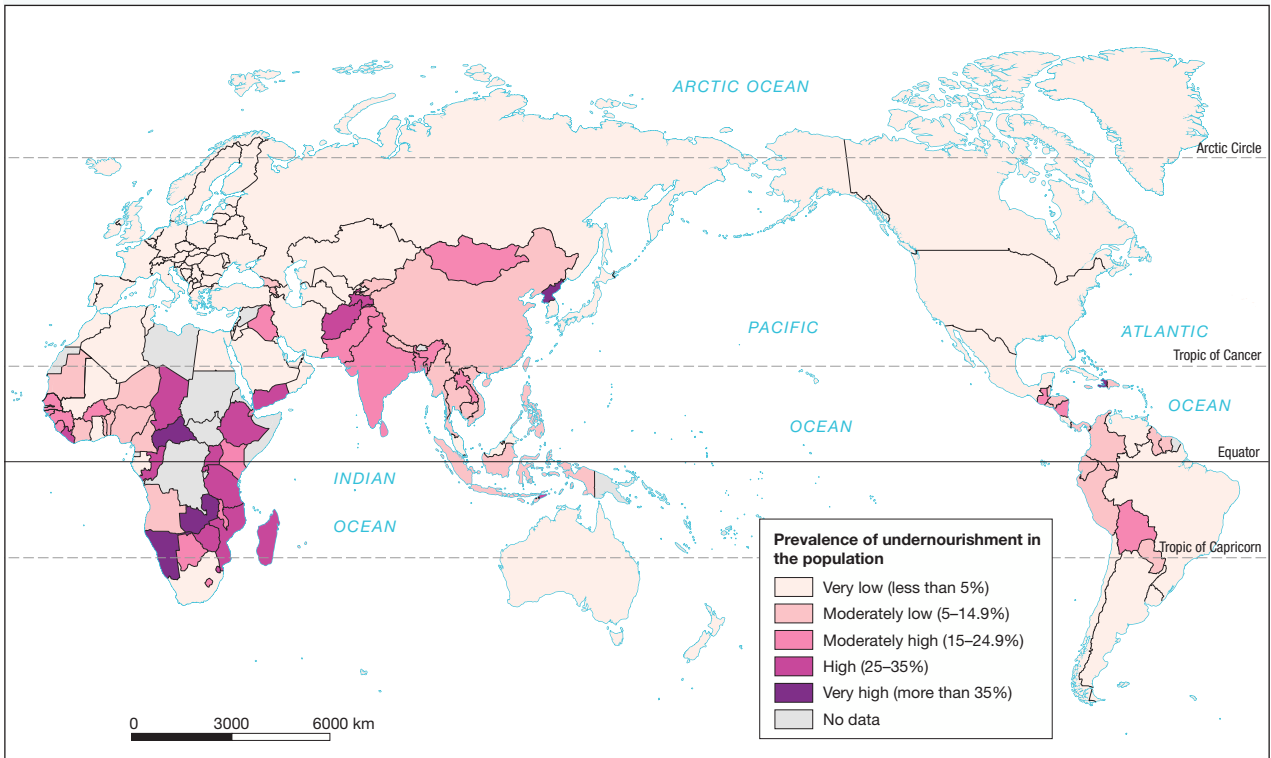 ARCTIC OCEAN
Arctic Circle
PACIFIC
ATLANTIC
Tropic of Cancer
OCEAN
OCEAN
Equator
INDIAN
OCEAN
Tropic of Capricorn
Prevalence of undernourishment in
the population
Very low (less than 5%)
Moderately low (5–14.9%)
Moderately high (15–24.9%)
High (25–35%)
Very high (more than 35%)
No data
0 3000 6000 km